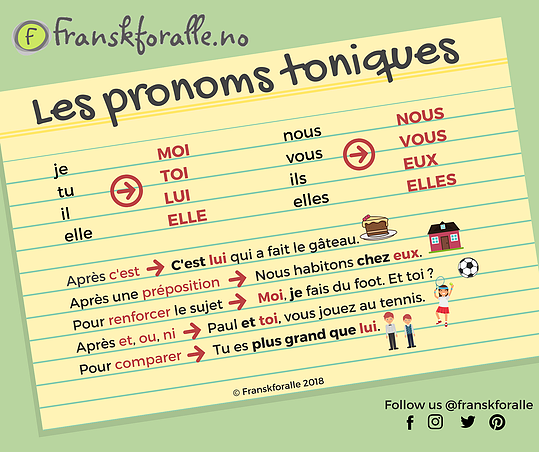 franskforalle.no
Les pronoms toniques
je MOI nous NOUS
tu TOI vous VOUS
il LUI ils EUX
elle ELLE elles ELLES
Après c'est → C'est lui qui a fait le gâteau.
Après une préposition → Nous habitons chez eux.
Pour renforcer le sujet → Moi, je fais du foot. Et toi ?
Après et, ou, ni → Paul et toi, vous jouez au tennis.
Pour comparer → Tu es plus grand que lui.
© Franskforalle 2018
Follow us @franskforalle